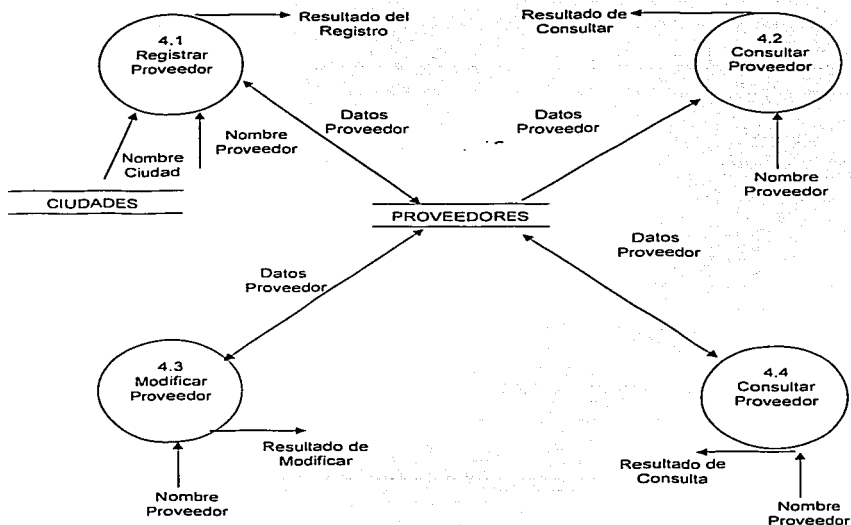 4.1
Registrar
Proveedor
Resultado del
Registro
Resultado de
Consultar
4.2
Consultar
Proveedor
Datos
Proveedor
Datos
Proveedor
Nombre
Proveedor
Nombre
Ciudad
Nombre
Proveedor
CIUDADES
PROVEEDORES
Datos
Proveedor
Datos
Proveedor
4.3
Modificar
Proveedor
4.4
Consultar
Proveedor
Resultado de
Modificar
Resultado de
Consulta
Nombre
Proveedor
Nombre
Proveedor